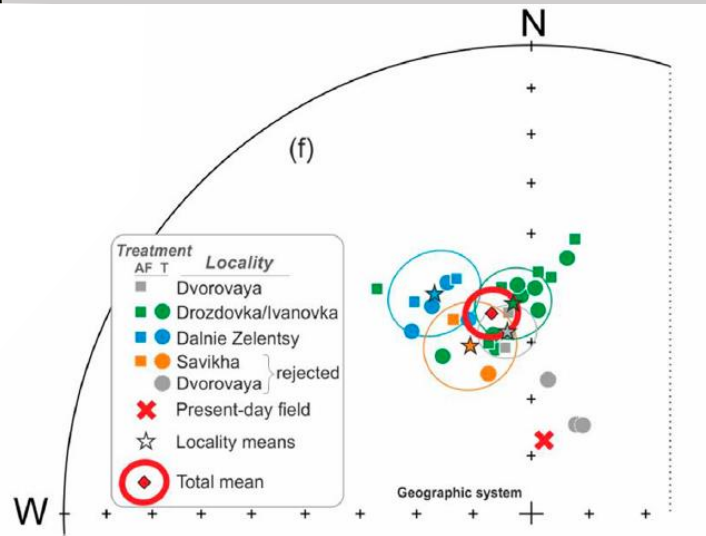 N
(f)
Treatment
AF T Locality
Dvorovaya
Drozdovka/Ivanovka
Dalnie Zelentsy
Savikha
Dvorovaya
rejected
Present-day field
Locality means
Total mean
Geographic system
W